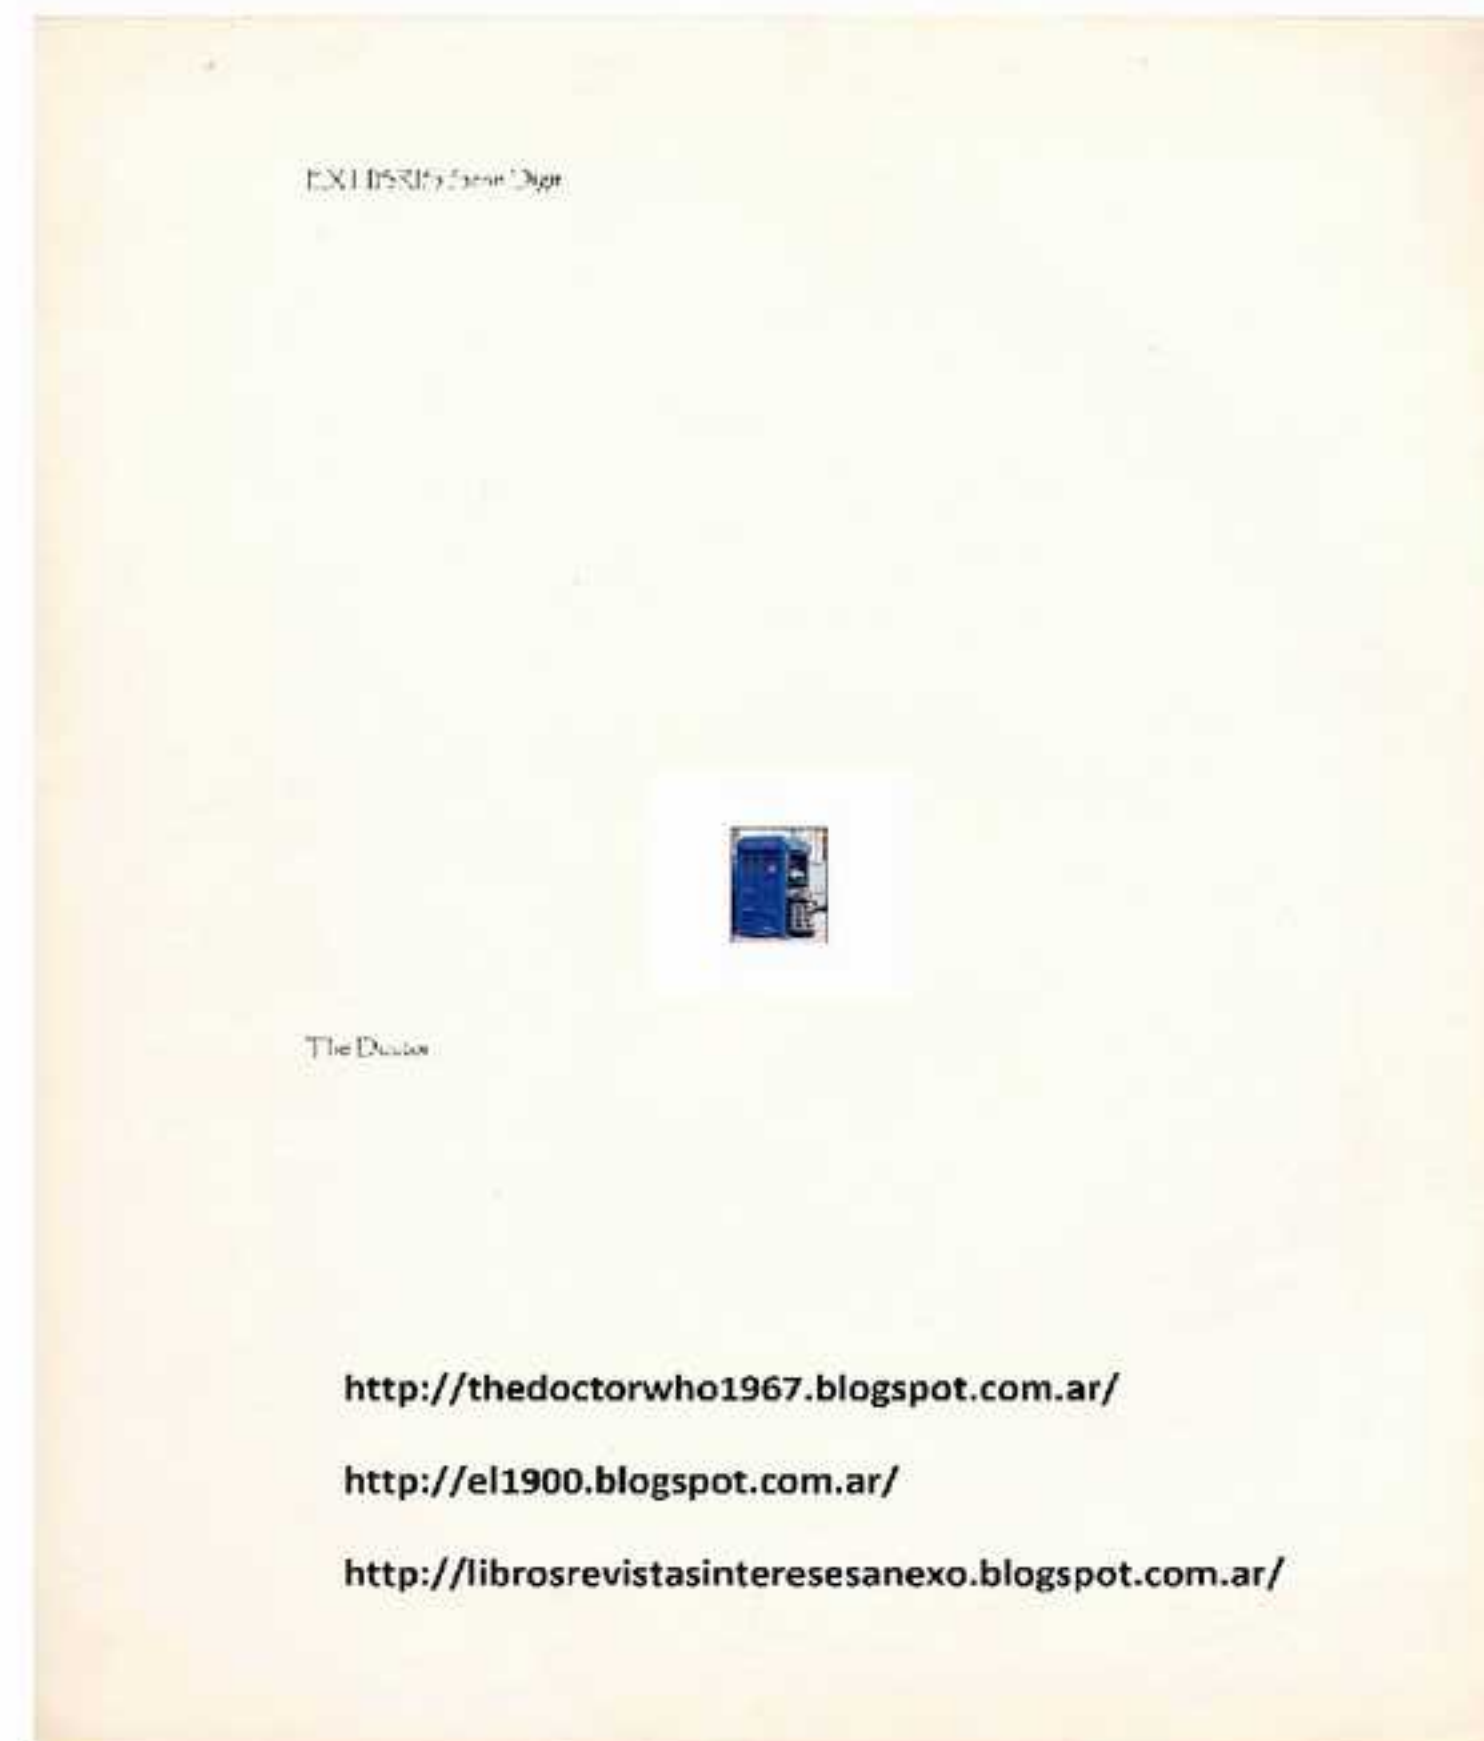 The Doctor
http://thedoctorwho1967.blogspot.com.ar/
http://el1900.blogspot.com.ar/
http://librosrevistasinteresesanexo.blogspot.com.ar/